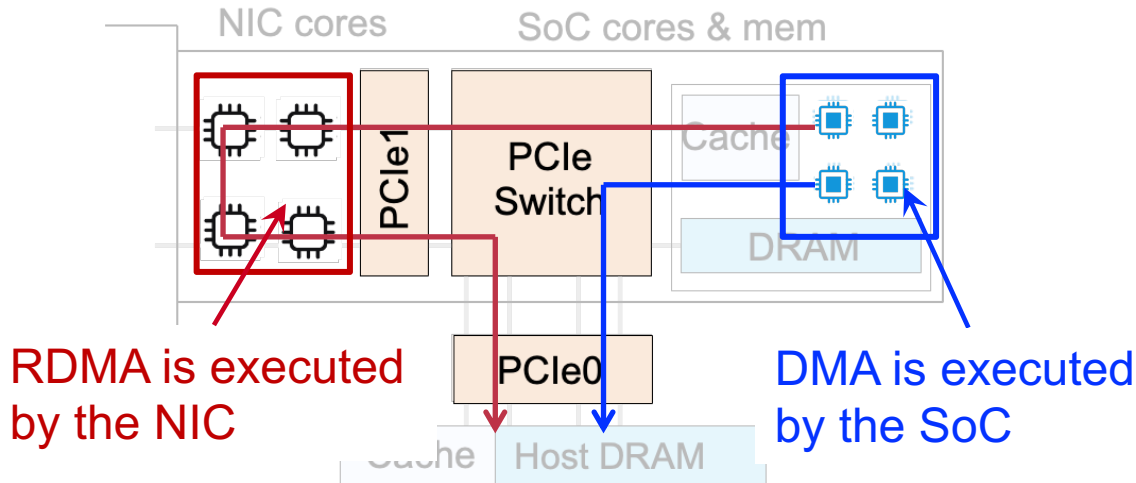 NIC cores
SoC cores & mem
PCIe1
PCIe
Switch
Cache
DRAM
RDMA is executed
by the NIC
PCIe0
DMA is executed
by the SoC
Cache
Host DRAM